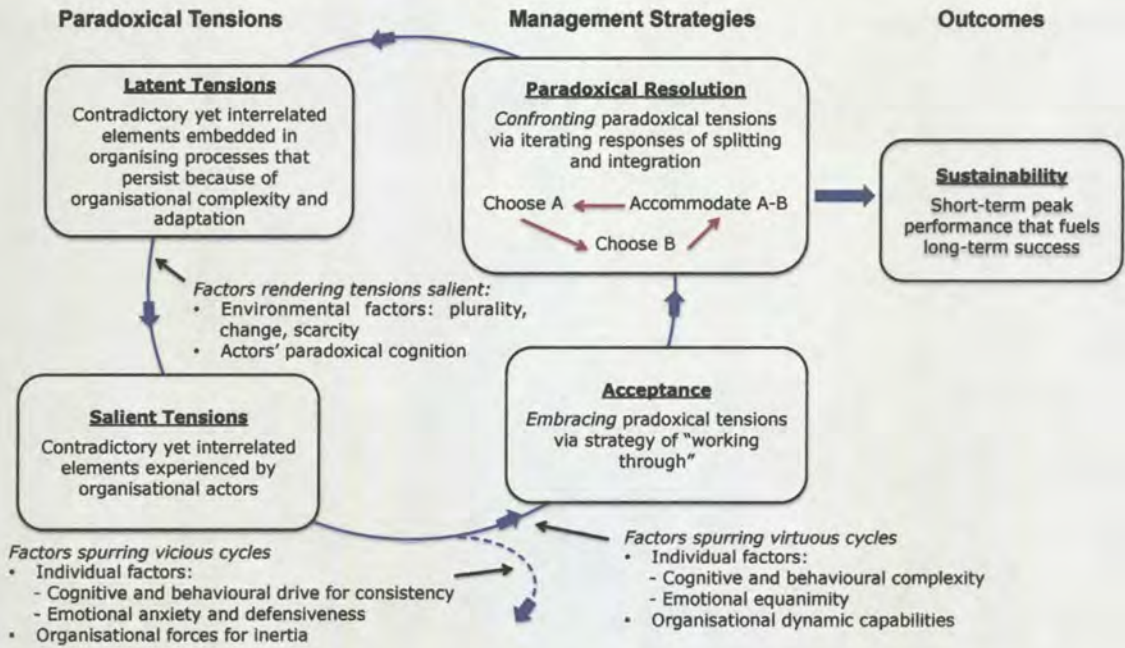 Paradoxical Tensions
Management Strategies
Outcomes
Latent Tensions
Contradictory yet interrelated
elements embedded in
organising processes that
persist because of
organisational complexity and
adaptation
Paradoxical Resolution
Confronting paradoxical tensions
via iterating responses of splitting
and integration
Choose A
Accommodate A-B
Choose B
Sustainability
Short-term peak
performance that fuels
long-term success
Factors rendering tensions salient:
• Environmental factors: plurality,
change, scarcity
• Actors' paradoxical cognition
Salient Tensions
Contradictory yet interrelated
elements experienced by
organisational actors
Acceptance
Embracing pradoxical tensions
via strategy of "working
through"
Factors spurring vicious cycles
• Individual factors:
- Cognitive and behavioural drive for consistency
- Emotional anxiety and defensiveness
• Organisational forces for inertia
Factors spurring virtuous cycles
• Individual factors:
- Cognitive and behavioural complexity
- Emotional equanimity
• Organisational dynamic capabilities